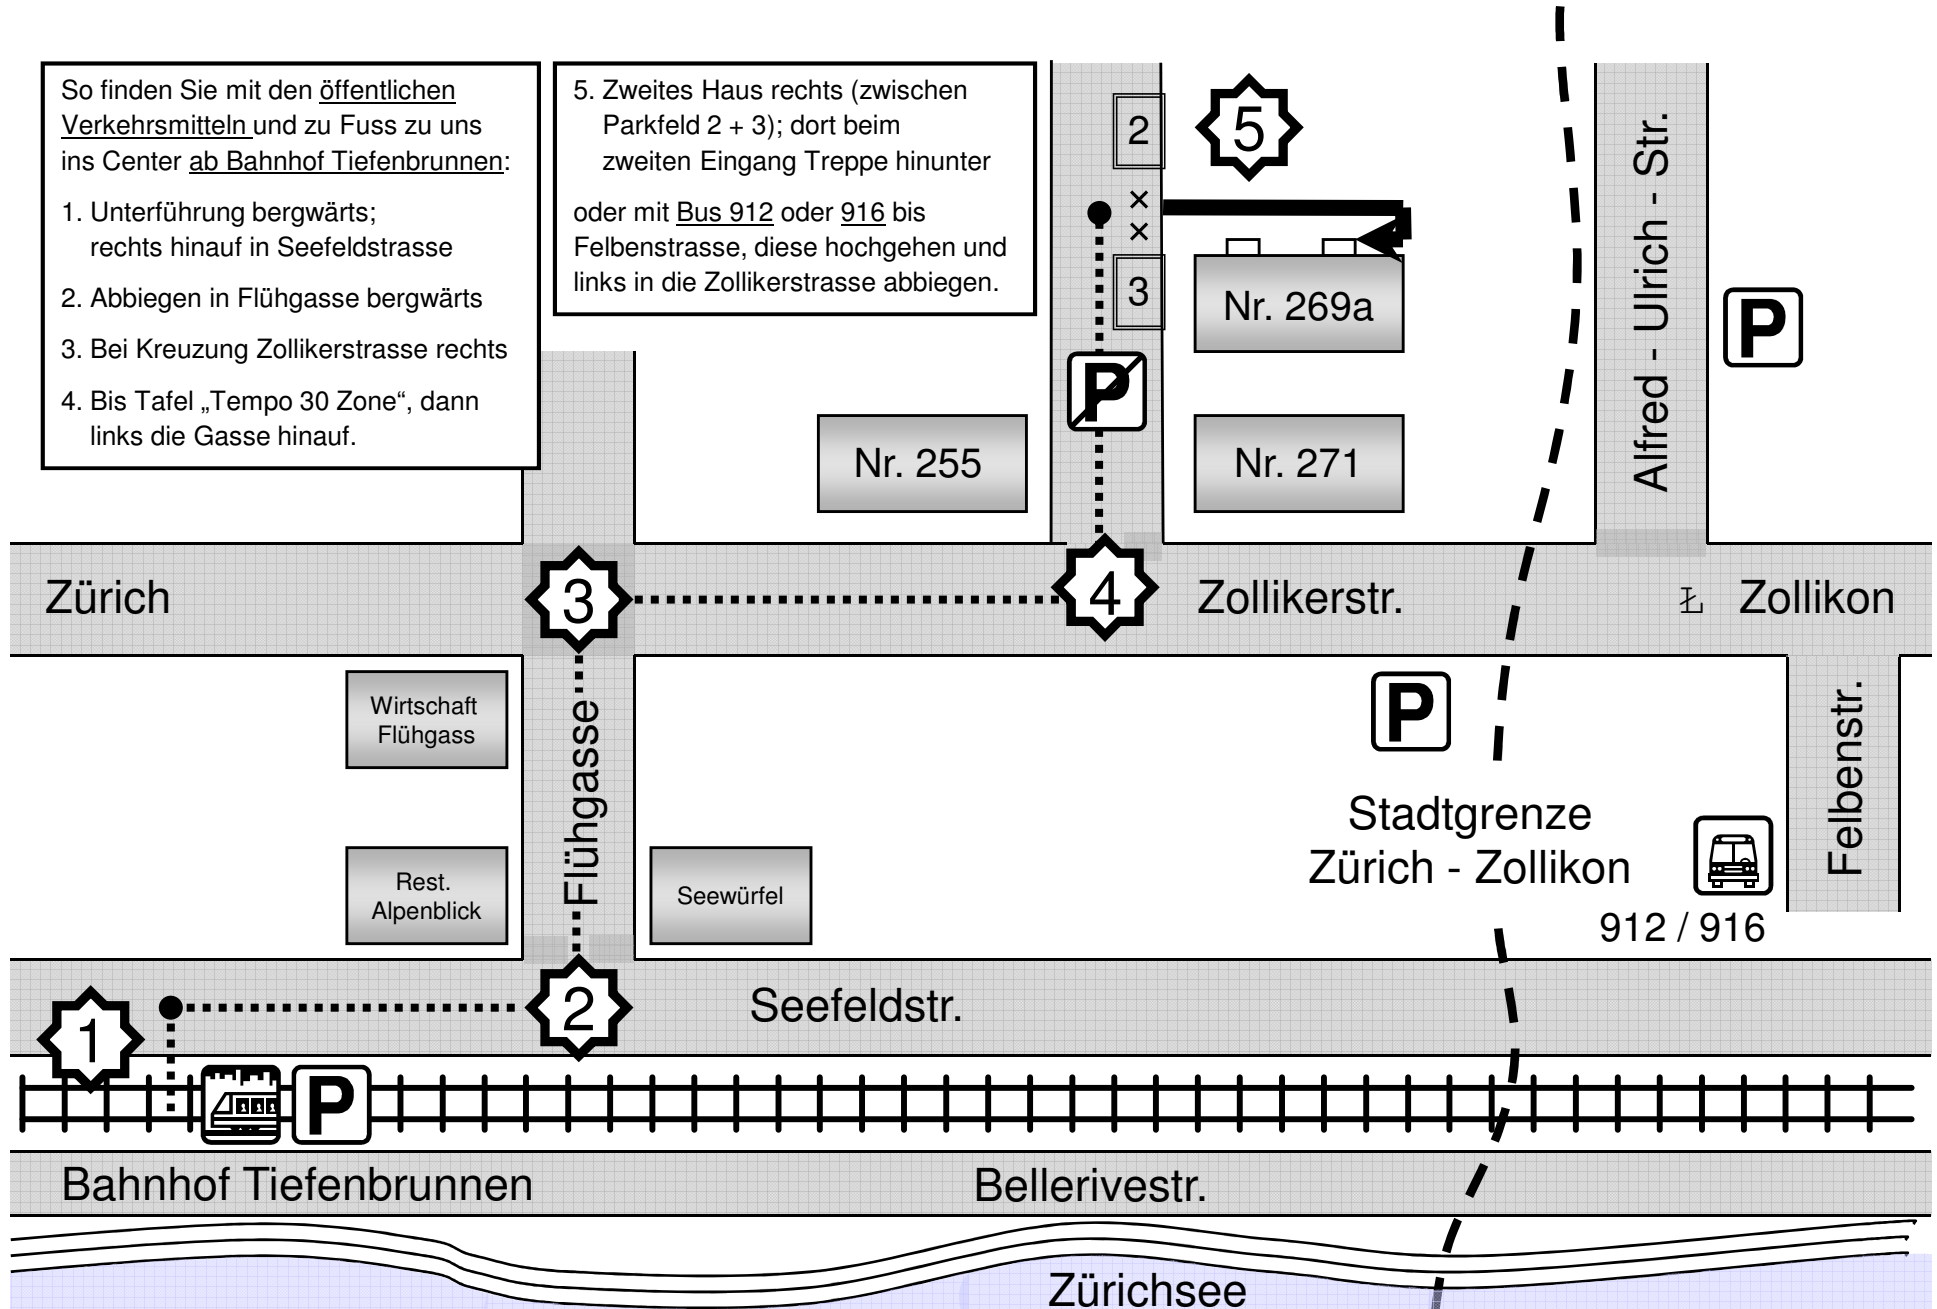 So finden Sie mit den öffentlichen
Verkehrsmitteln und zu Fuss zu uns
ins Center ab Bahnhof Tiefenbrunnen:
1. Unterführung bergwärts;
rechts hinauf in Seefeldstrasse
2. Abbiegen in Flühgasse bergwärts
3. Bei Kreuzung Zollikerstrasse rechts
4. Bis Tafel „Tempo 30 Zone“, dann
links die Gasse hinauf.
5. Zweites Haus rechts (zwischen
Parkfeld 2 + 3); dort beim
zweiten Eingang Treppe hinunter
oder mit Bus 912 oder 916 bis
Felbenstrasse, diese hochgehen und
links in die Zollikerstrasse abbiegen.
2
5
3
Nr. 269a
P
Nr. 255
Nr. 271
Alfred - Ulrich - Str.
P
Zürich
3
4
Zollikerstr.
Ł Zollikon
Wirtschaft
Flühgass
Flühgasse
P
Felbenstr.
Stadtgrenze
Zürich - Zollikon
Rest.
Alpenblick
Seewürfel
912 / 916
1
2
Seefeldstr.
P
Bahnhof Tiefenbrunnen
Bellerivestr.
Zürichsee